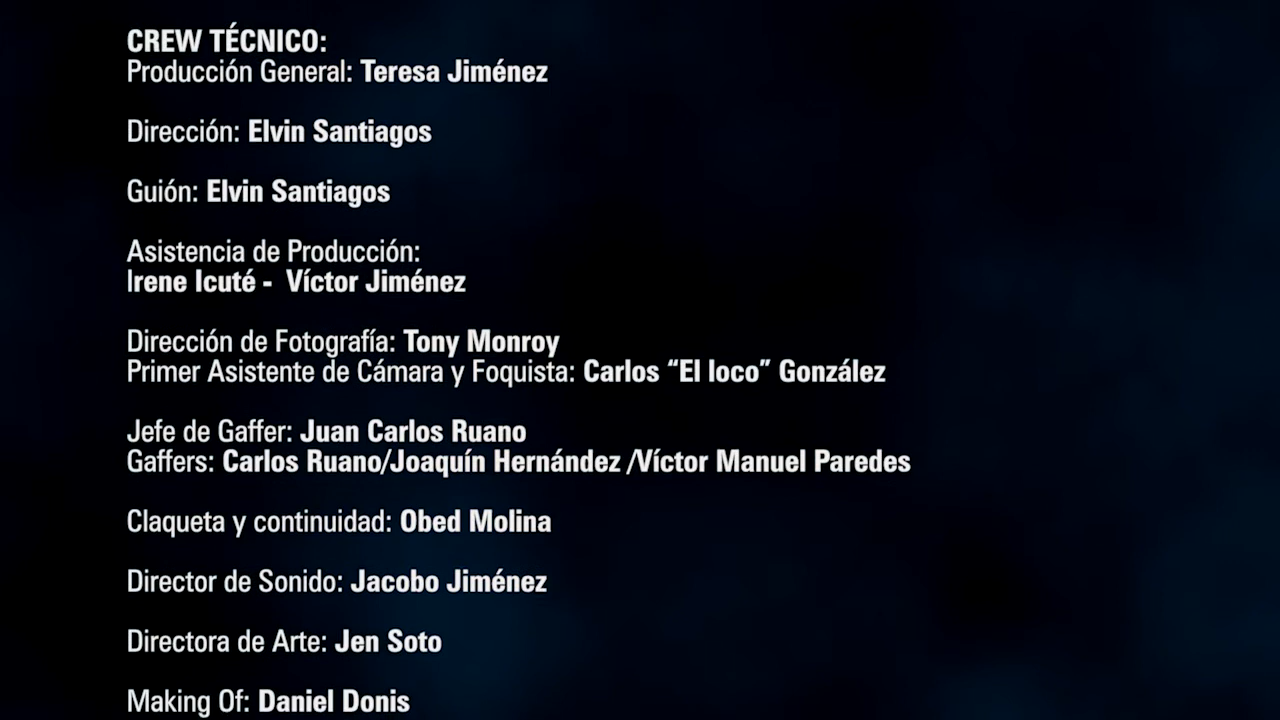 CREW TÉCNICO:
Producción General: Teresa Jiménez
Dirección: Elvin Santiagos
Guión: Elvin Santiagos
Asistencia de Producción:
Irene Icuté -  Víctor Jiménez
Dirección de Fotografía: Tony Monroy
Primer Asistente de Cámara y Foquista: Carlos “El loco” González
Jefe de Gaffer: Juan Carlos Ruano
Gaffers: Carlos Ruano/Joaquín Hernández /Víctor Manuel Paredes
Claqueta y continuidad: Obed Molina
Director de Sonido: Jacobo Jiménez
Directora de Arte: Jen Soto
Making Of: Daniel Donis